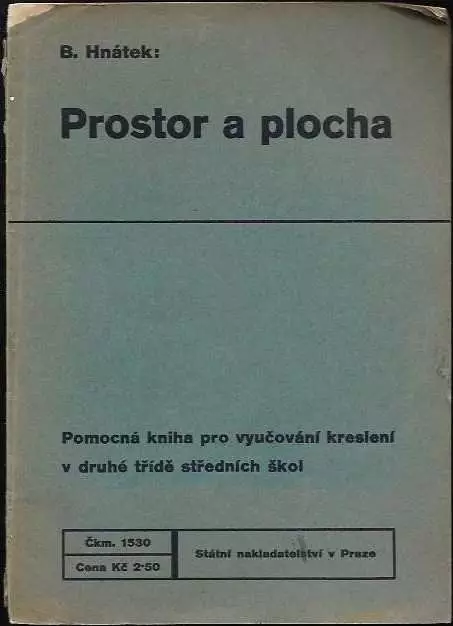 B. Hnátek:
Prostor a plocha
Pomocná kniha pro vyučování kreslení
v druhé třídě středních škol
Čkm. 1530
Cena Kč 2·50
Státní nakladatelství v Praze